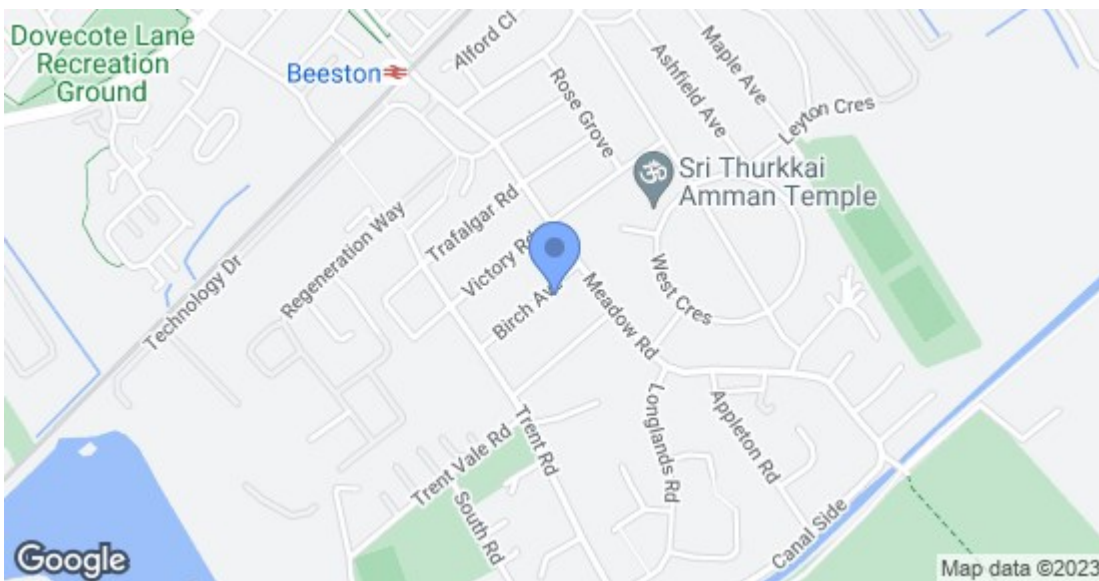 Dovecote Lane
Recreation
Ground
Beeston
Alford Cl
Maple Ave
Ashfield Ave
Rose Grove
Leyton Cres
Sri Thurkkai
Amman Temple
Trafalgar Rd
Regeneration Way
Victory Rd
Technology Dr
Birch Ave
Meadow Rd
West Cres
Trent Rd
Longlands Rd
Appleton Rd
Trent Vale Rd
South Rd
Canal Side
Google
Map data ©2023